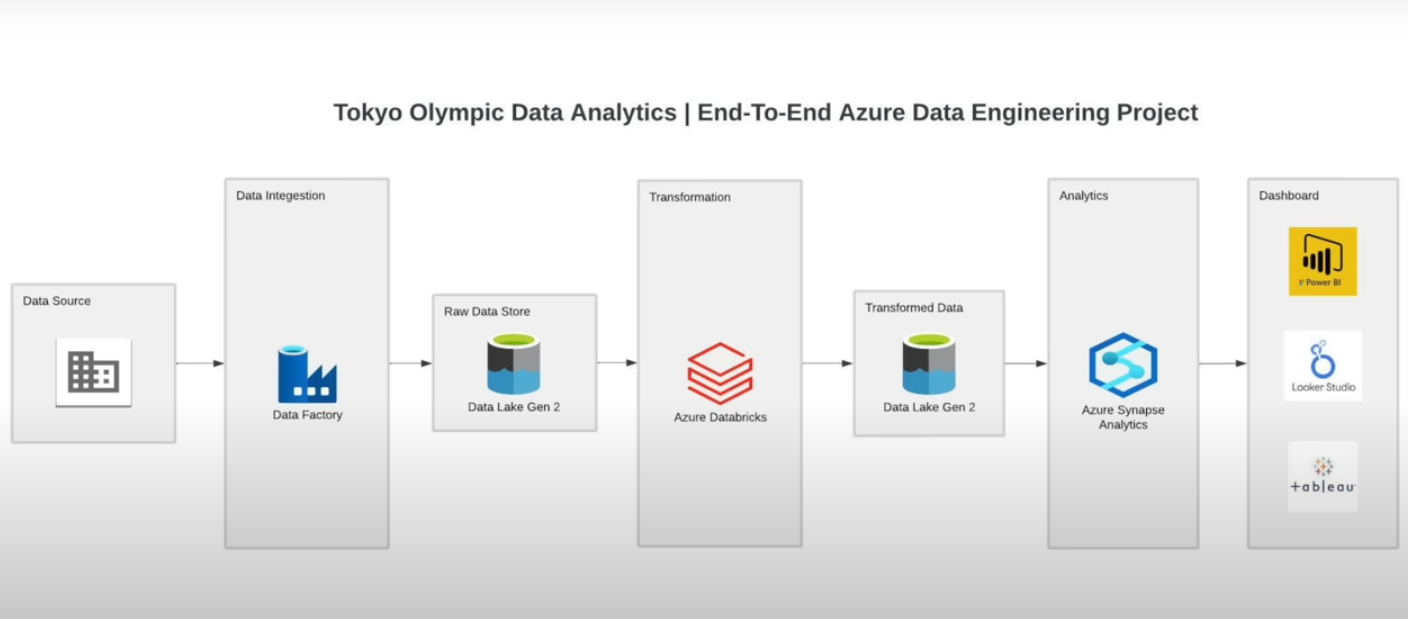 Tokyo Olympic Data Analytics | End-To-End Azure Data Engineering Project
Data Source
Data Integestion
Data Factory
Raw Data Store
Data Lake Gen 2
Transformation
Azure Databricks
Transformed Data
Data Lake Gen 2
Analytics
Azure Synapse
Analytics
Dashboard
Power BI
Looker Studio
+ableau